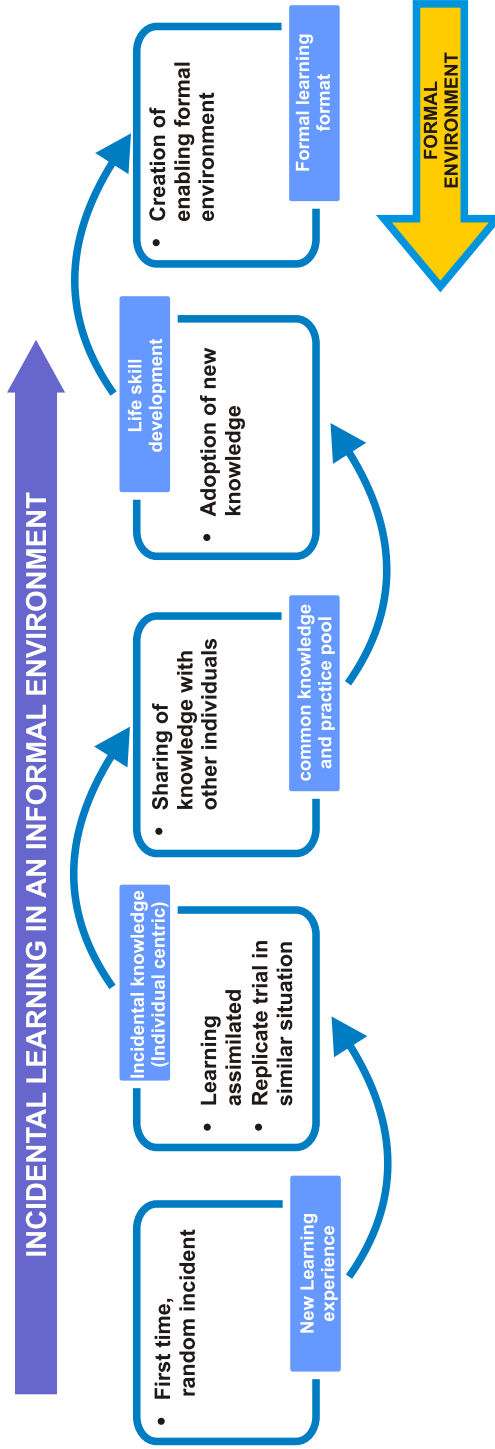 INCIDENTAL LEARNING IN AN INFORMAL ENVIRONMENT
• First time,
random incident
New Learning
experience
Incidental knowledge
(Individual centric)
• Learning
assimilated
• Replicate trial in
similar situation
• Sharing of
knowledge with
other individuals
common knowledge
and practice pool
Life skill
development
• Adoption of new
knowledge
• Creation of
enabling formal
environment
Formal learning
format
FORMAL
ENVIRONMENT